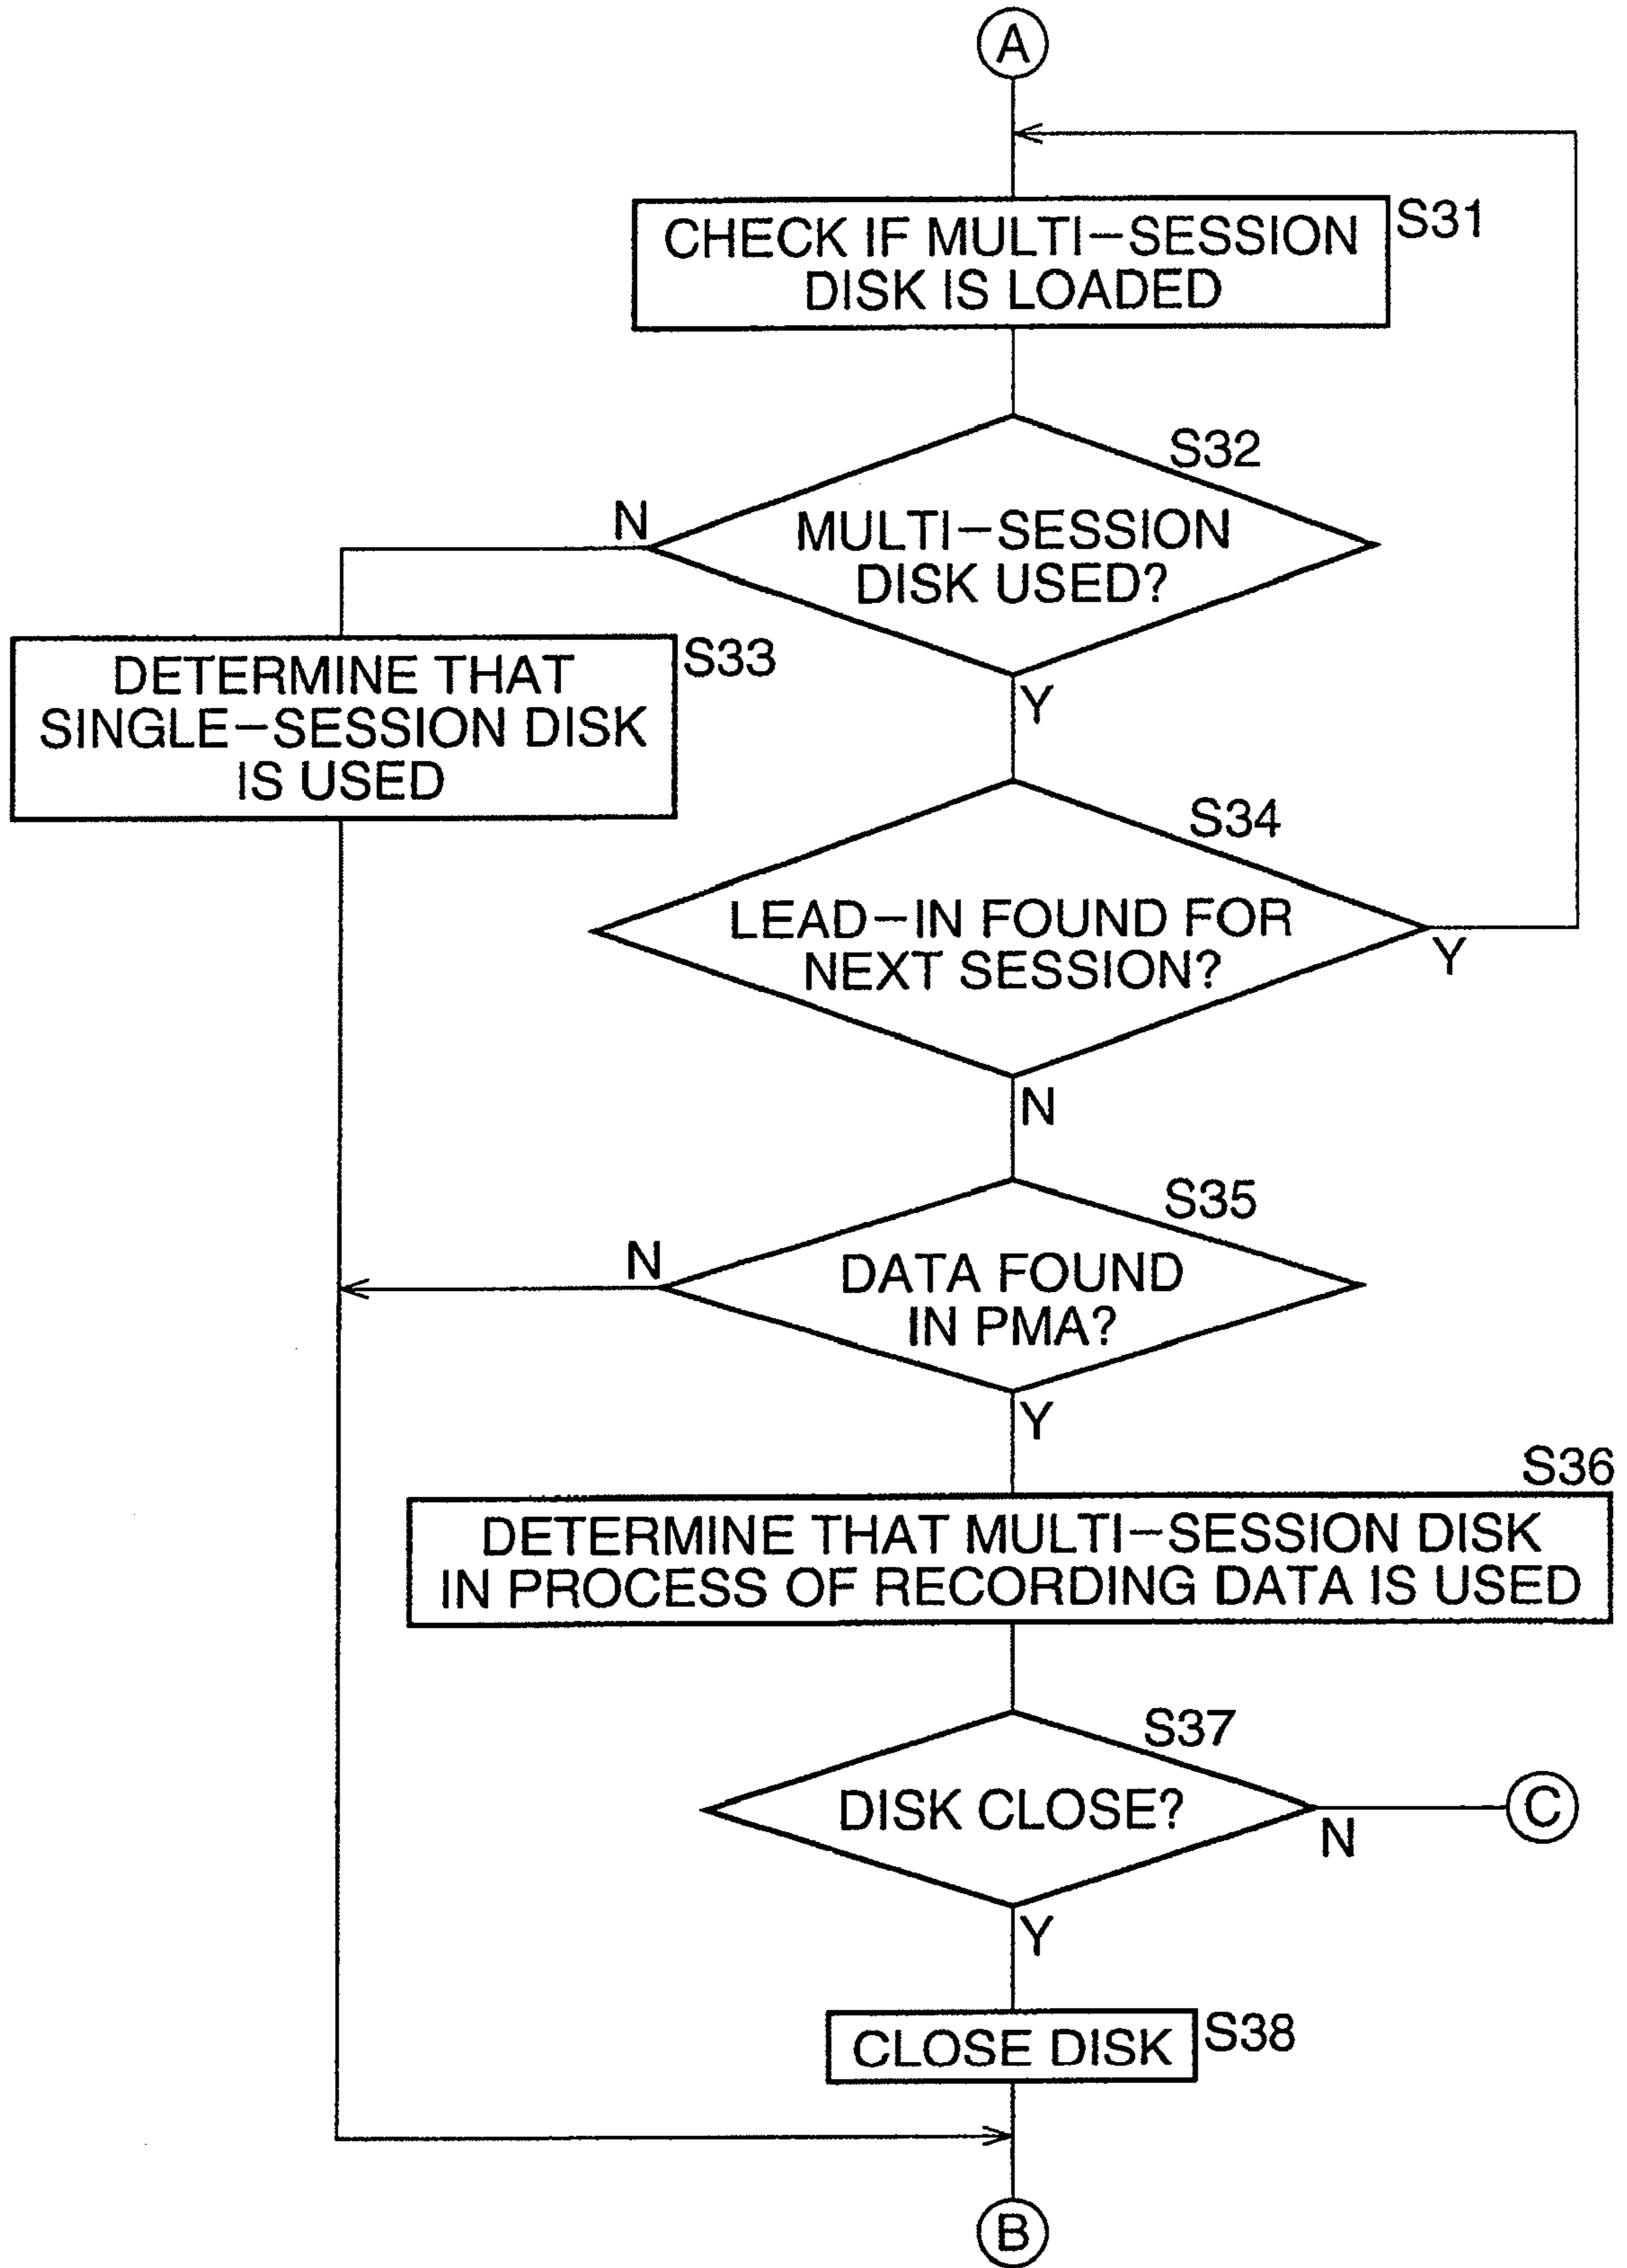 A
CHECK IF MULTI-SESSION
DISK IS LOADED
S31
S32
MULTI-SESSION
DISK USED?
N
Y
DETERMINE THAT
SINGLE-SESSION DISK
IS USED
S33
S34
LEAD-IN FOUND FOR
NEXT SESSION?
Y
N
S35
DATA FOUND
IN PMA?
N
Y
S36
DETERMINE THAT MULTI-SESSION DISK
IN PROCESS OF RECORDING DATA IS USED
S37
DISK CLOSE?
N
C
Y
CLOSE DISK
S38
B